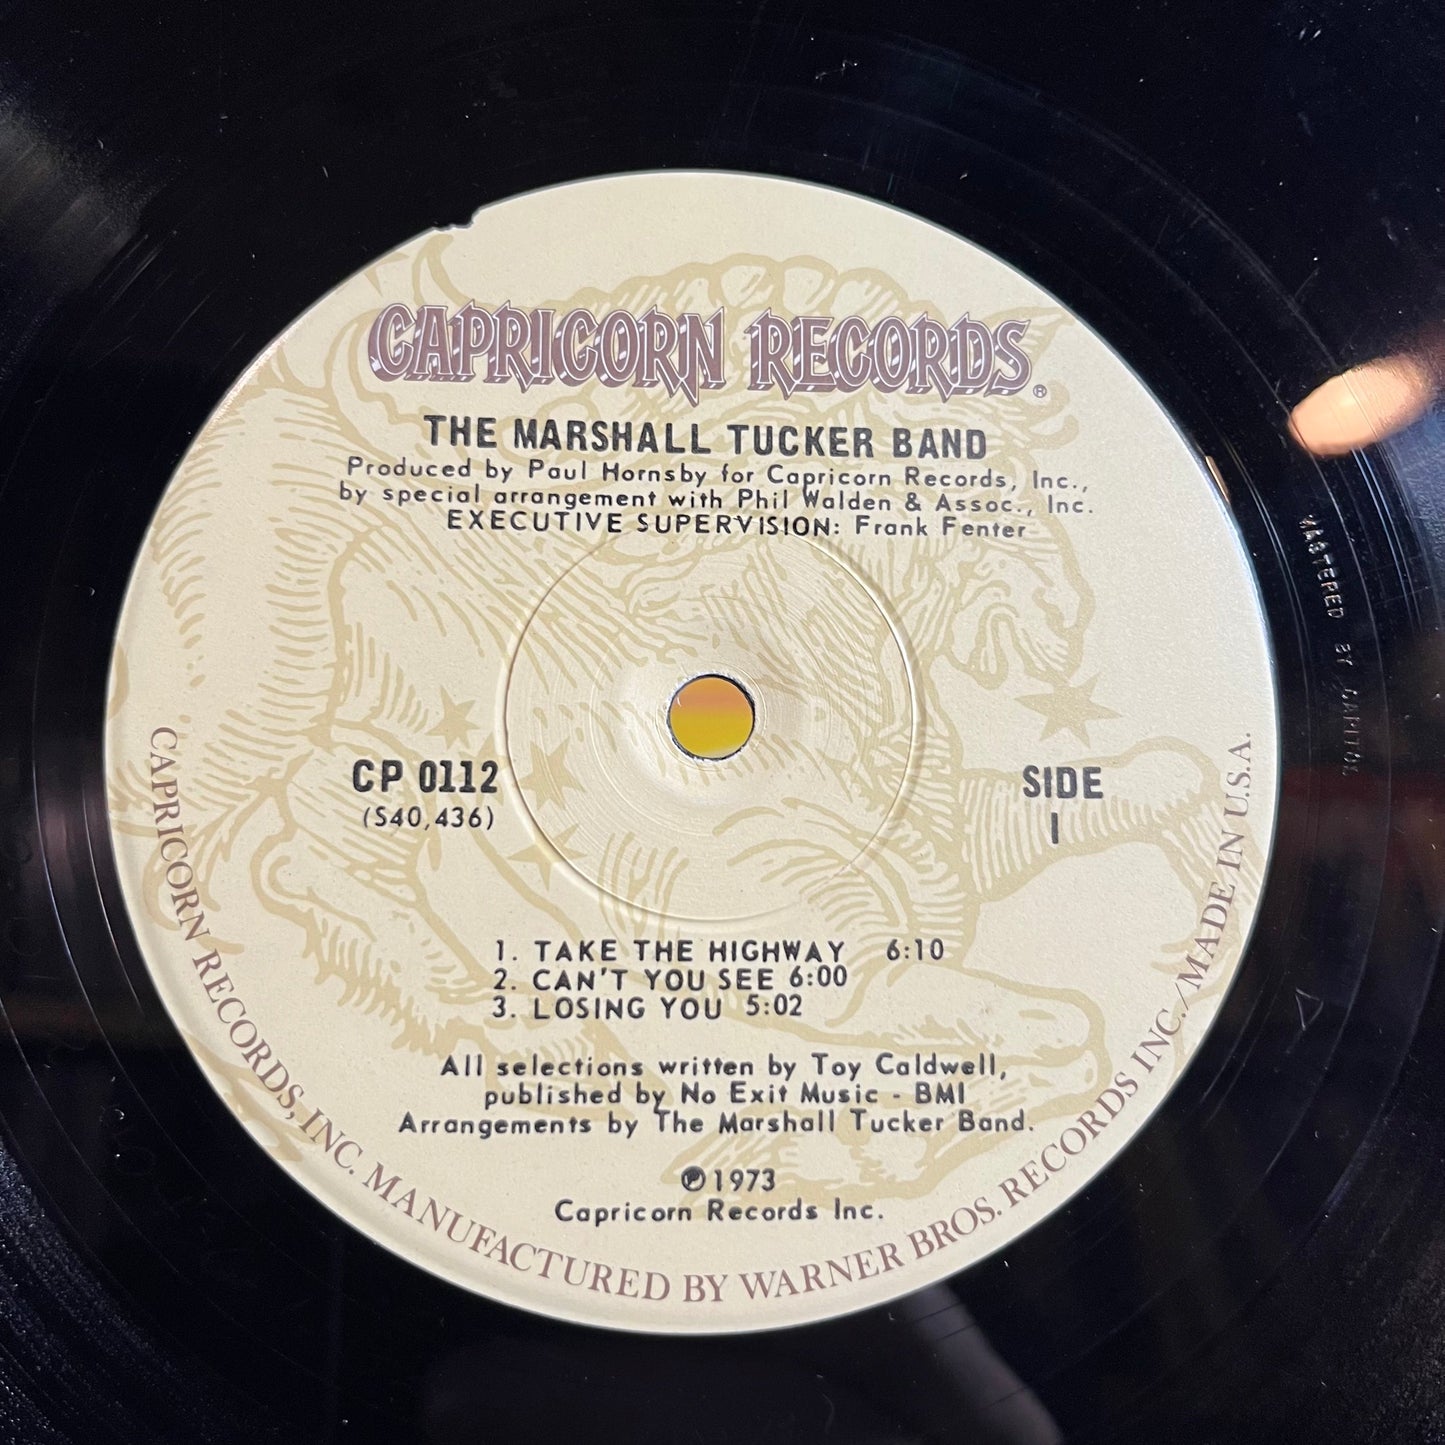 CAPRICORN RECORDS®
THE MARSHALL TUCKER BAND
Produced by Paul Hornsby for Capricorn Records, Inc.,
by special arrangement with Phil Walden & Assoc., Inc.
EXECUTIVE SUPERVISION: Frank Fenter
CP 0112
(S40,436)
SIDE
1
1. TAKE THE HIGHWAY 6:10
2. CAN'T YOU SEE 6:00
3. LOSING YOU 5:02
All selections written by Toy Caldwell,
published by No Exit Music - BMI
Arrangements by The Marshall Tucker Band.
℗1973
Capricorn Records Inc.
CAPRICORN RECORDS, INC. MANUFACTURED BY WARNER BROS. RECORDS INC./MADE IN U.S.A.
MASTERED BY CAPITOL